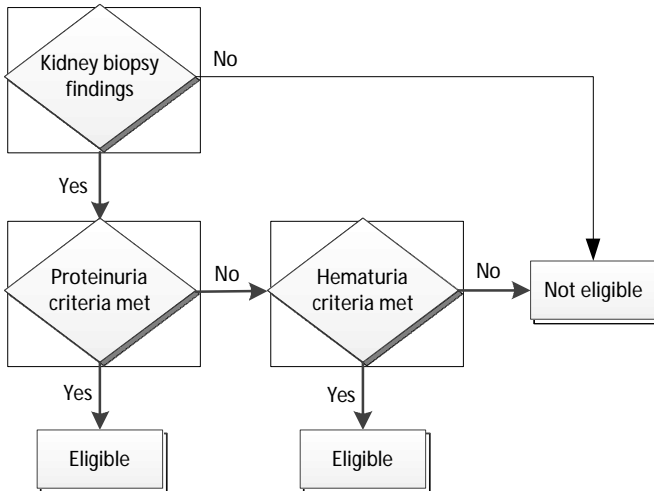 Kidney biopsy
findings
No
Yes
Proteinuria
criteria met
No
Hematuria
criteria met
No
Not eligible
Yes
Yes
Eligible
Eligible